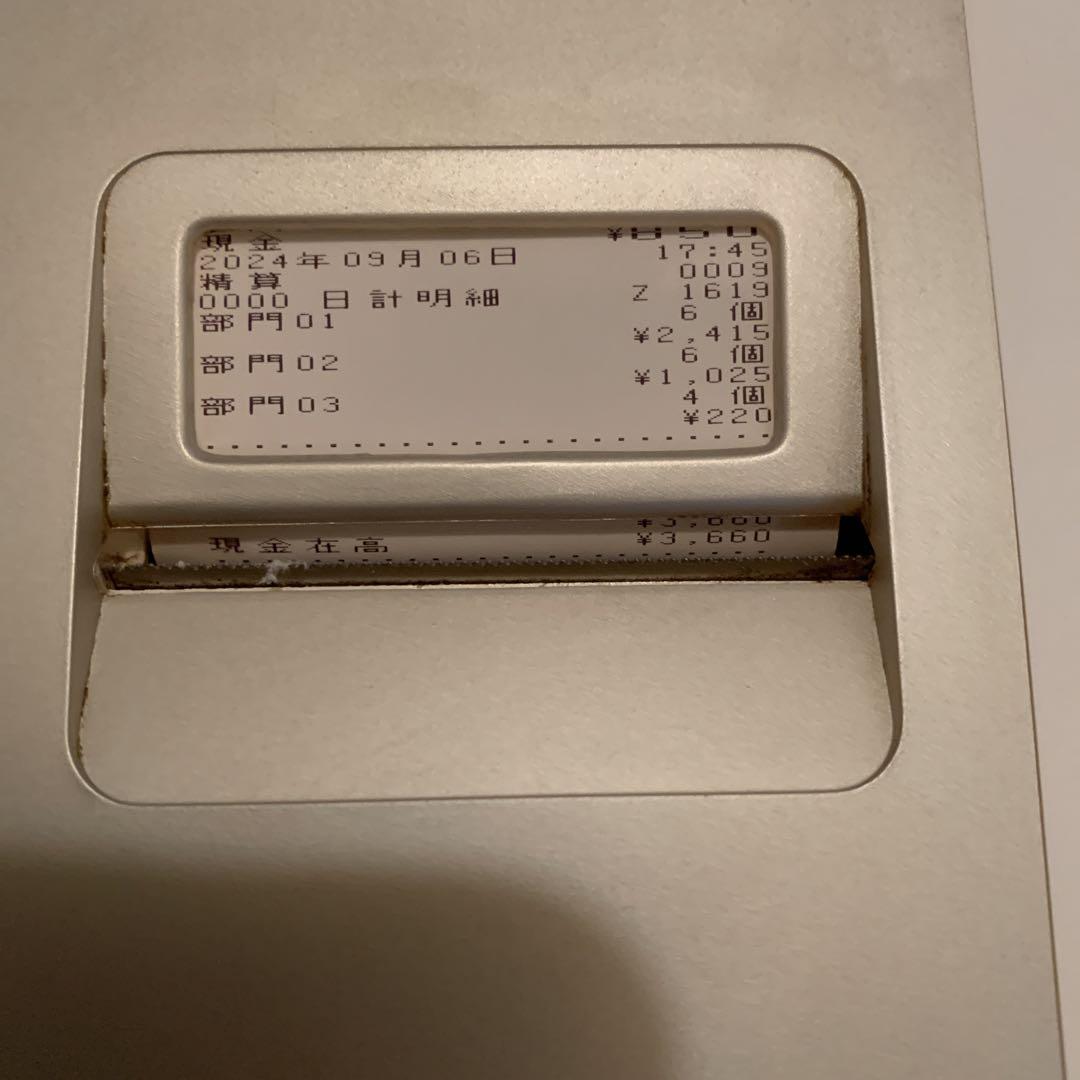 現金
2024年09月06日 17:45
精算 0009
0000 日計明細 Z 1619
部門01 6 個
¥2,415
部門02 6 個
¥1,025
部門03 4 個
¥220
¥3,660
現金在高 ¥3,660